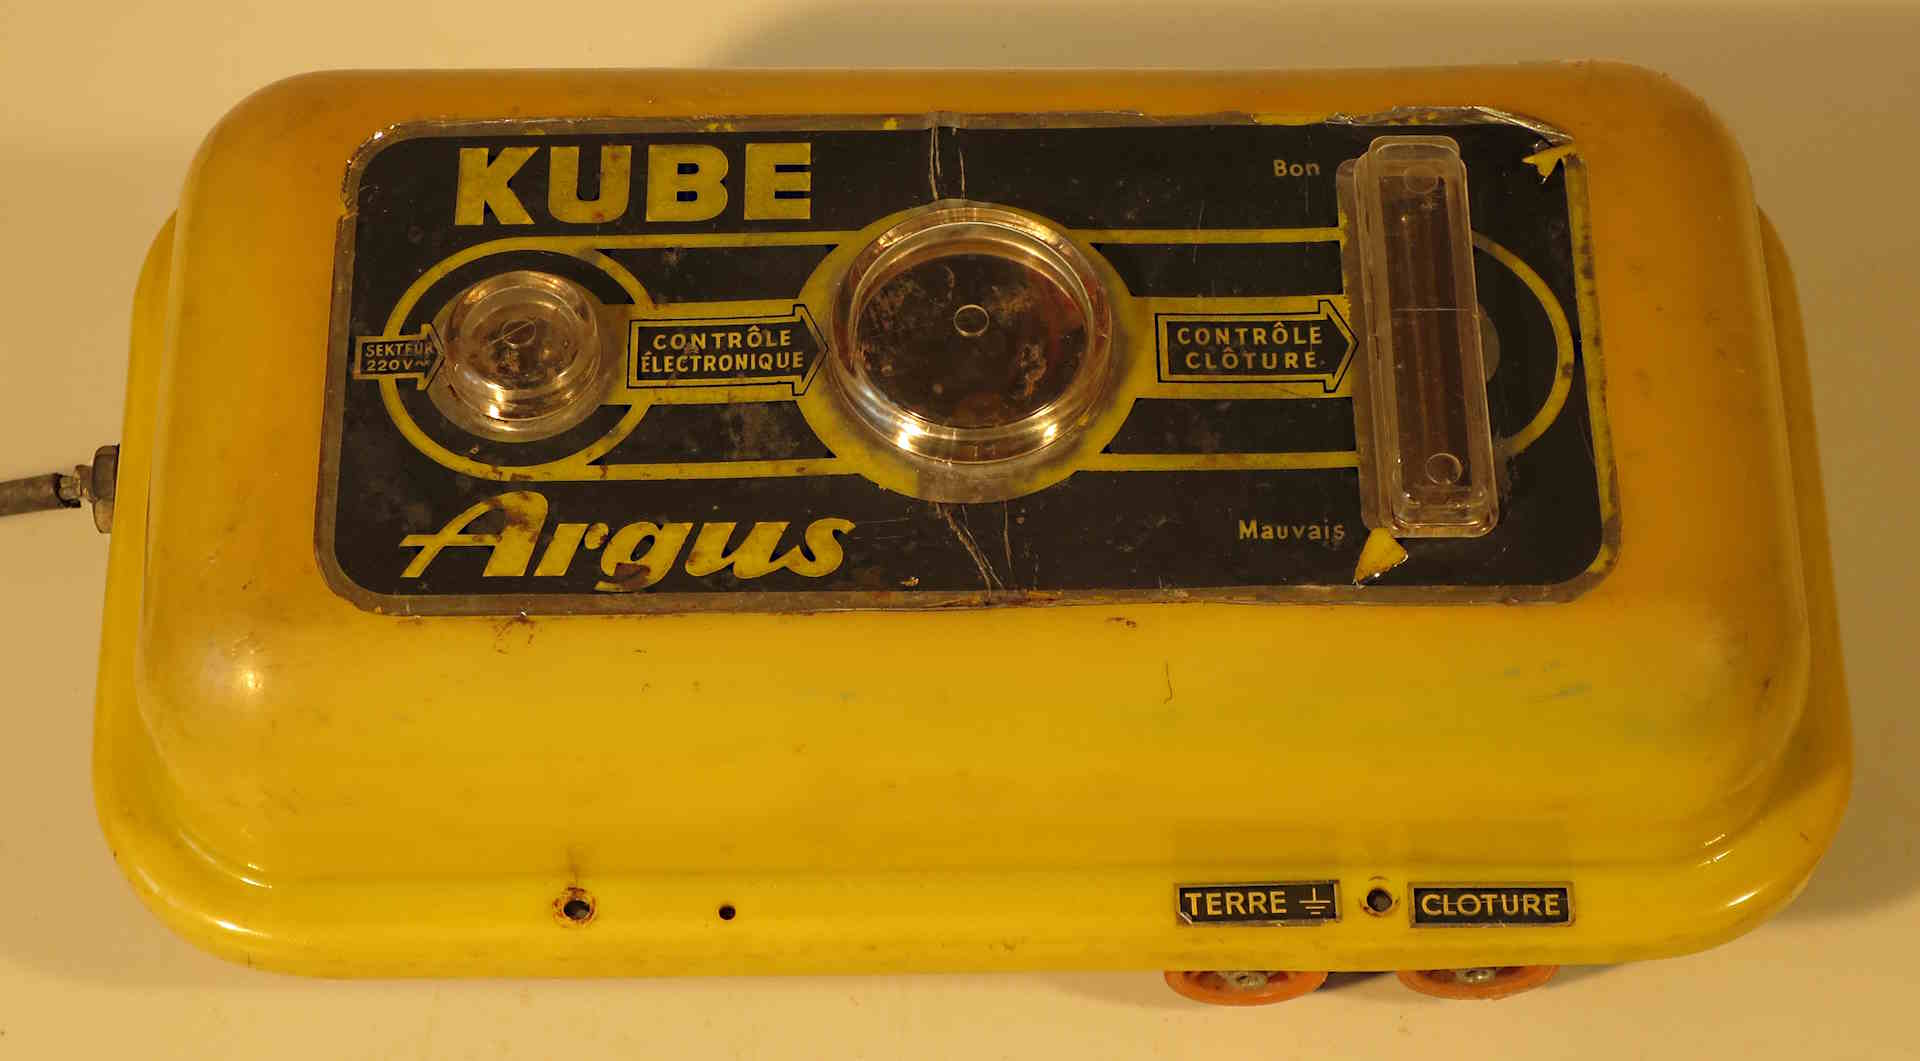 KUBE
Bon
SEKTEUR
220V~
CONTRÔLE
ÉLECTRONIQUE
CONTRÔLE
CLÔTURE
Argus
Mauvais
TERRE ⏚
CLOTURE